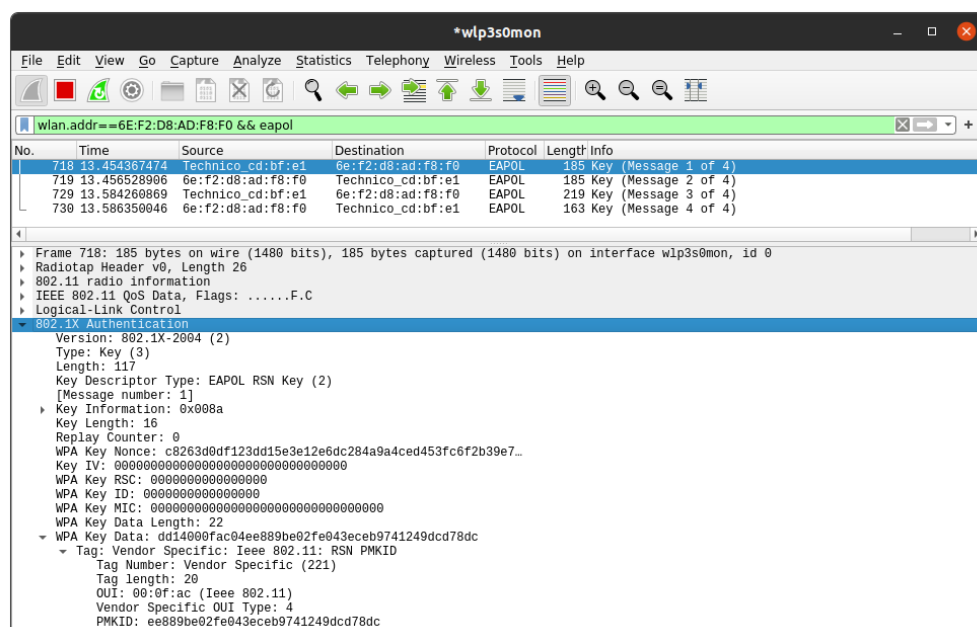 *wlp3s0mon
File Edit View Go Capture Analyze Statistics Telephony Wireless Tools Help
wlan.addr==6E:F2:D8:AD:F8:F0 && eapol
No. Time Source Destination Protocol Length Info
718 13.454367474 Technico_cd:bf:e1 6e:f2:d8:ad:f8:f0 EAPOL 185 Key (Message 1 of 4)
719 13.456528906 6e:f2:d8:ad:f8:f0 Technico_cd:bf:e1 EAPOL 185 Key (Message 2 of 4)
729 13.584260869 Technico_cd:bf:e1 6e:f2:d8:ad:f8:f0 EAPOL 219 Key (Message 3 of 4)
730 13.586350046 6e:f2:d8:ad:f8:f0 Technico_cd:bf:e1 EAPOL 163 Key (Message 4 of 4)
Frame 718: 185 bytes on wire (1480 bits), 185 bytes captured (1480 bits) on interface wlp3s0mon, id 0
Radiotap Header v0, Length 26
802.11 radio information
IEEE 802.11 QoS Data, Flags: ......F.C
Logical-Link Control
802.1X Authentication
Version: 802.1X-2004 (2)
Type: Key (3)
Length: 117
Key Descriptor Type: EAPOL RSN Key (2)
[Message number: 1]
Key Information: 0x008a
Key Length: 16
Replay Counter: 0
WPA Key Nonce: c8263d0df123dd15e3e12e6dc284a9a4ced453fc6f2b39e7…
Key IV: 00000000000000000000000000000000
WPA Key RSC: 0000000000000000
WPA Key ID: 0000000000000000
WPA Key MIC: 00000000000000000000000000000000
WPA Key Data Length: 22
WPA Key Data: dd14000fac04ee889be02fe043eceb9741249dcd78dc
Tag: Vendor Specific: Ieee 802.11: RSN PMKID
Tag Number: Vendor Specific (221)
Tag length: 20
OUI: 00:0f:ac (Ieee 802.11)
Vendor Specific OUI Type: 4
PMKID: ee889be02fe043eceb9741249dcd78dc